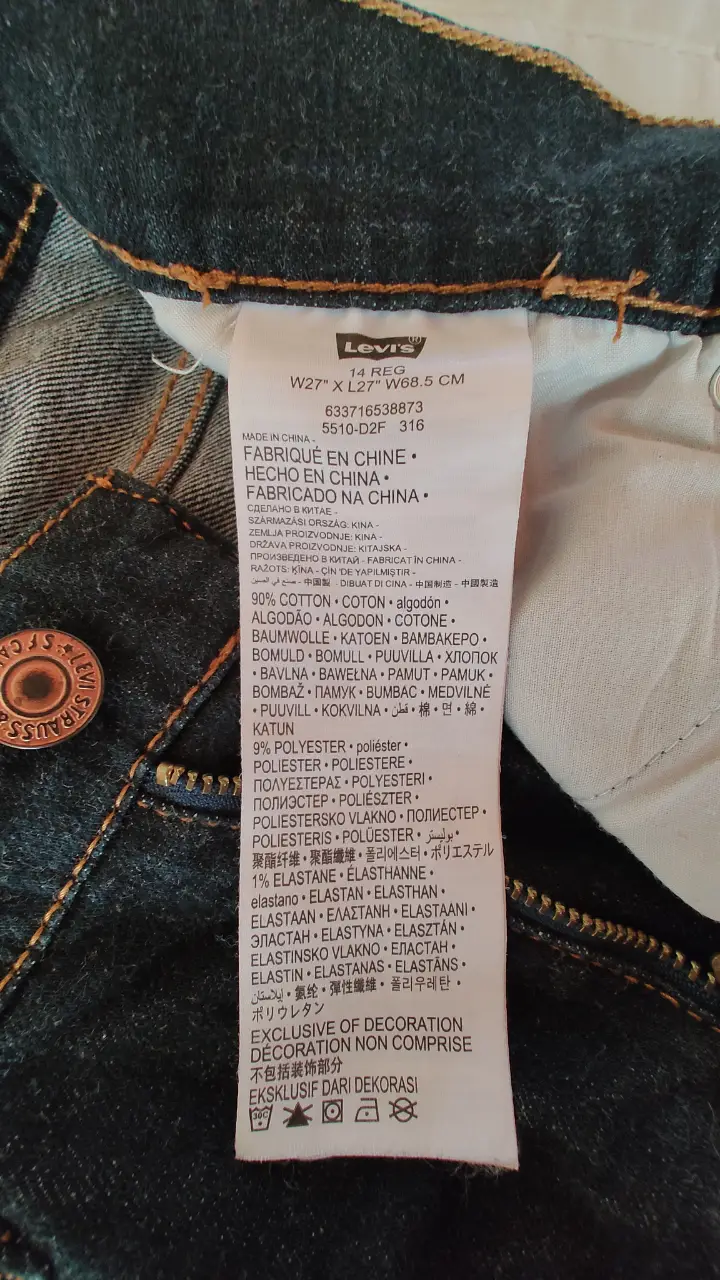 Levi's®
14 REG
W27" X L27" W68.5 CM
633716538873
5510-D2F 316
MADE IN CHINA -
FABRIQUÉ EN CHINE •
HECHO EN CHINA •
FABRICADO NA CHINA •
СДЕЛАНО В КИТАЕ -
SZÁRMAZÁSI ORSZÁG: KINA -
ZEMLJA PROIZVODNJE: KINA -
DRŽAVA PROIZVODNJE: KITAJSKA -
ПРОИЗВЕДЕНО В КИТАЙ - FABRICAT ÎN CHINA -
RAŽOTS: ĶĪNA - ÇİN 'DE YAPILMIŞTIR -
صنع في الصين - 中国製 - DIBUAT DI CINA - 中国制造 - 中國製造
90% COTTON • COTON • algodón •
ALGODÃO • ALGODON • COTONE •
BAUMWOLLE • KATOEN • ΒΑΜΒΑΚΕΡΟ •
BOMULD • BOMULL • PUUVILLA • ХЛОПОК
• BAVLNA • BAWEŁNA • PAMUT • PAMUK •
BOMBAŽ • ПАМУК • BUMBAC • MEDVILNĖ
• PUUVILL • KOKVILNA • قطن • 棉 • 면 • 綿 •
KATUN
9% POLYESTER • poliéster •
POLIESTER • POLIESTERE •
ΠΟΛΥΕΣΤΕΡΑΣ • POLYESTERI •
ПОЛИЭСТЕР • POLIÉSZTER •
POLIESTERSKO VLAKNO • ПОЛИЕСТЕР •
POLIESTERIS • POLÜESTER • بوليستر •
聚酯纤维 • 聚酯纖維 • 폴리에스터 • ポリエステル
1% ELASTANE • ÉLASTHANNE •
elastano • ELASTAN • ELASTHAN •
ELASTAAN • ΕΛΑΣΤΑΝΗ • ELASTAANI •
ЭЛАСТАН • ELASTYNA • ELASZTÁN •
ELASTINSKO VLAKNO • ЕЛАСТАН •
ELASTIN • ELASTANAS • ELASTĀNS •
إيلاستان • 氨纶 • 彈性纖維 • 폴리우레탄 •
ポリウレタン
EXCLUSIVE OF DECORATION
DÉCORATION NON COMPRISE
不包括装饰部分
EKSKLUSIF DARI DEKORASI
30C
LEVI STRAUSS &
S.F.CAL